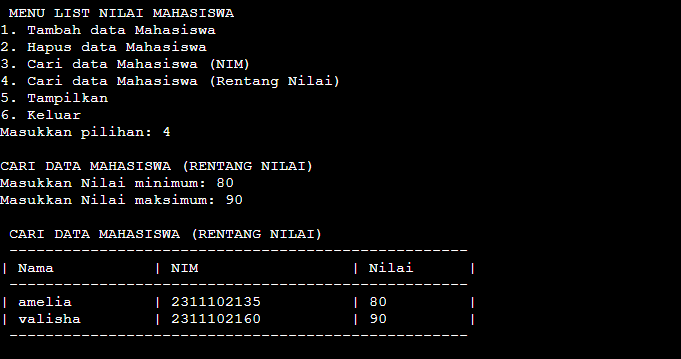 MENU LIST NILAI MAHASISWA
1. Tambah data Mahasiswa
2. Hapus data Mahasiswa
3. Cari data Mahasiswa (NIM)
4. Cari data Mahasiswa (Rentang Nilai)
5. Tampilkan
6. Keluar
Masukkan pilihan: 4
CARI DATA MAHASISWA (RENTANG NILAI)
Masukkan Nilai minimum: 80
Masukkan Nilai maksimum: 90
CARI DATA MAHASISWA (RENTANG NILAI)
---------------------------------------------------
| Nama | NIM | Nilai |
---------------------------------------------------
| amelia | 2311102135 | 80 |
| valisha | 2311102160 | 90 |
---------------------------------------------------